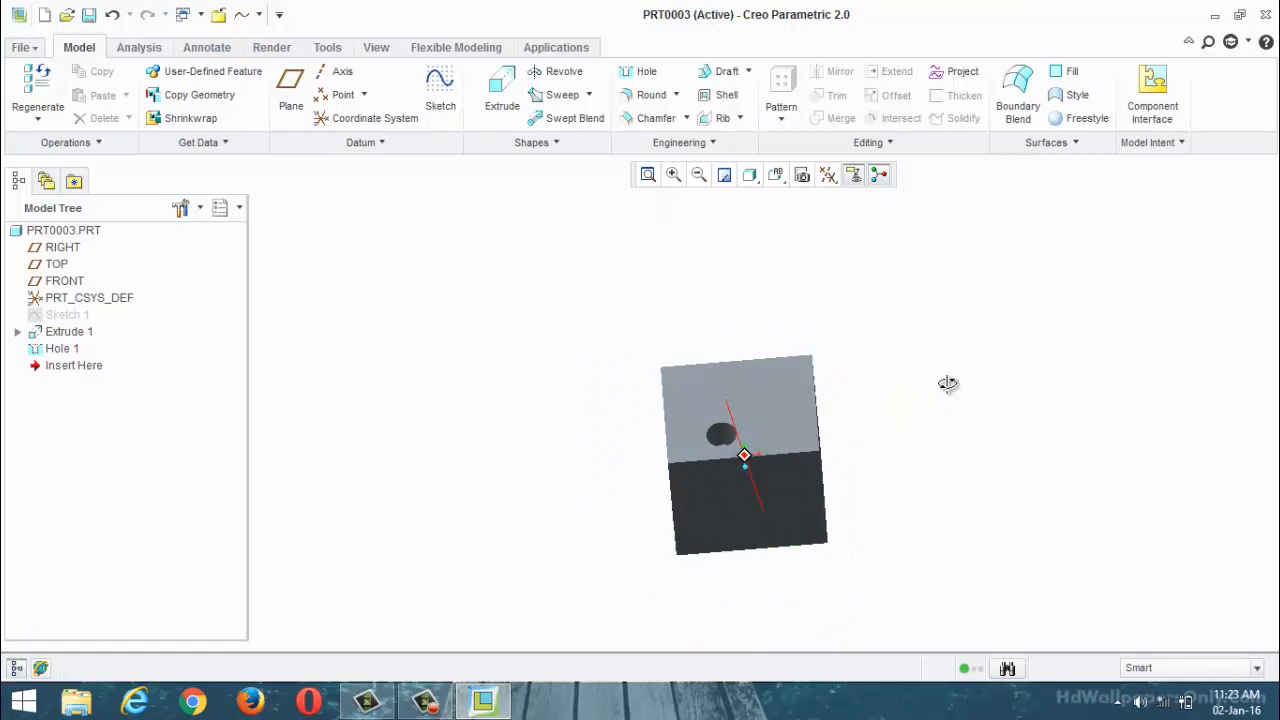 PRT0003 (Active) - Creo Parametric 2.0
File Model Analysis Annotate Render Tools View Flexible Modeling Applications
Regenerate
Copy
Paste
Delete
Operations
User-Defined Feature
Copy Geometry
Shrinkwrap
Get Data
Plane
Axis
Point
Coordinate System
Sketch
Datum
Extrude
Revolve
Sweep
Swept Blend
Shapes
Hole
Round
Chamfer
Draft
Shell
Rib
Engineering
Pattern
Mirror
Trim
Merge
Extend
Offset
Intersect
Project
Thicken
Solidify
Editing
Boundary
Blend
Fill
Style
Freestyle
Surfaces
Component
Interface
Model Intent
Model Tree
PRT0003.PRT
RIGHT
TOP
FRONT
PRT_CSYS_DEF
Sketch 1
Extrude 1
Hole 1
Insert Here
Smart
11:23 AM
02-Jan-16